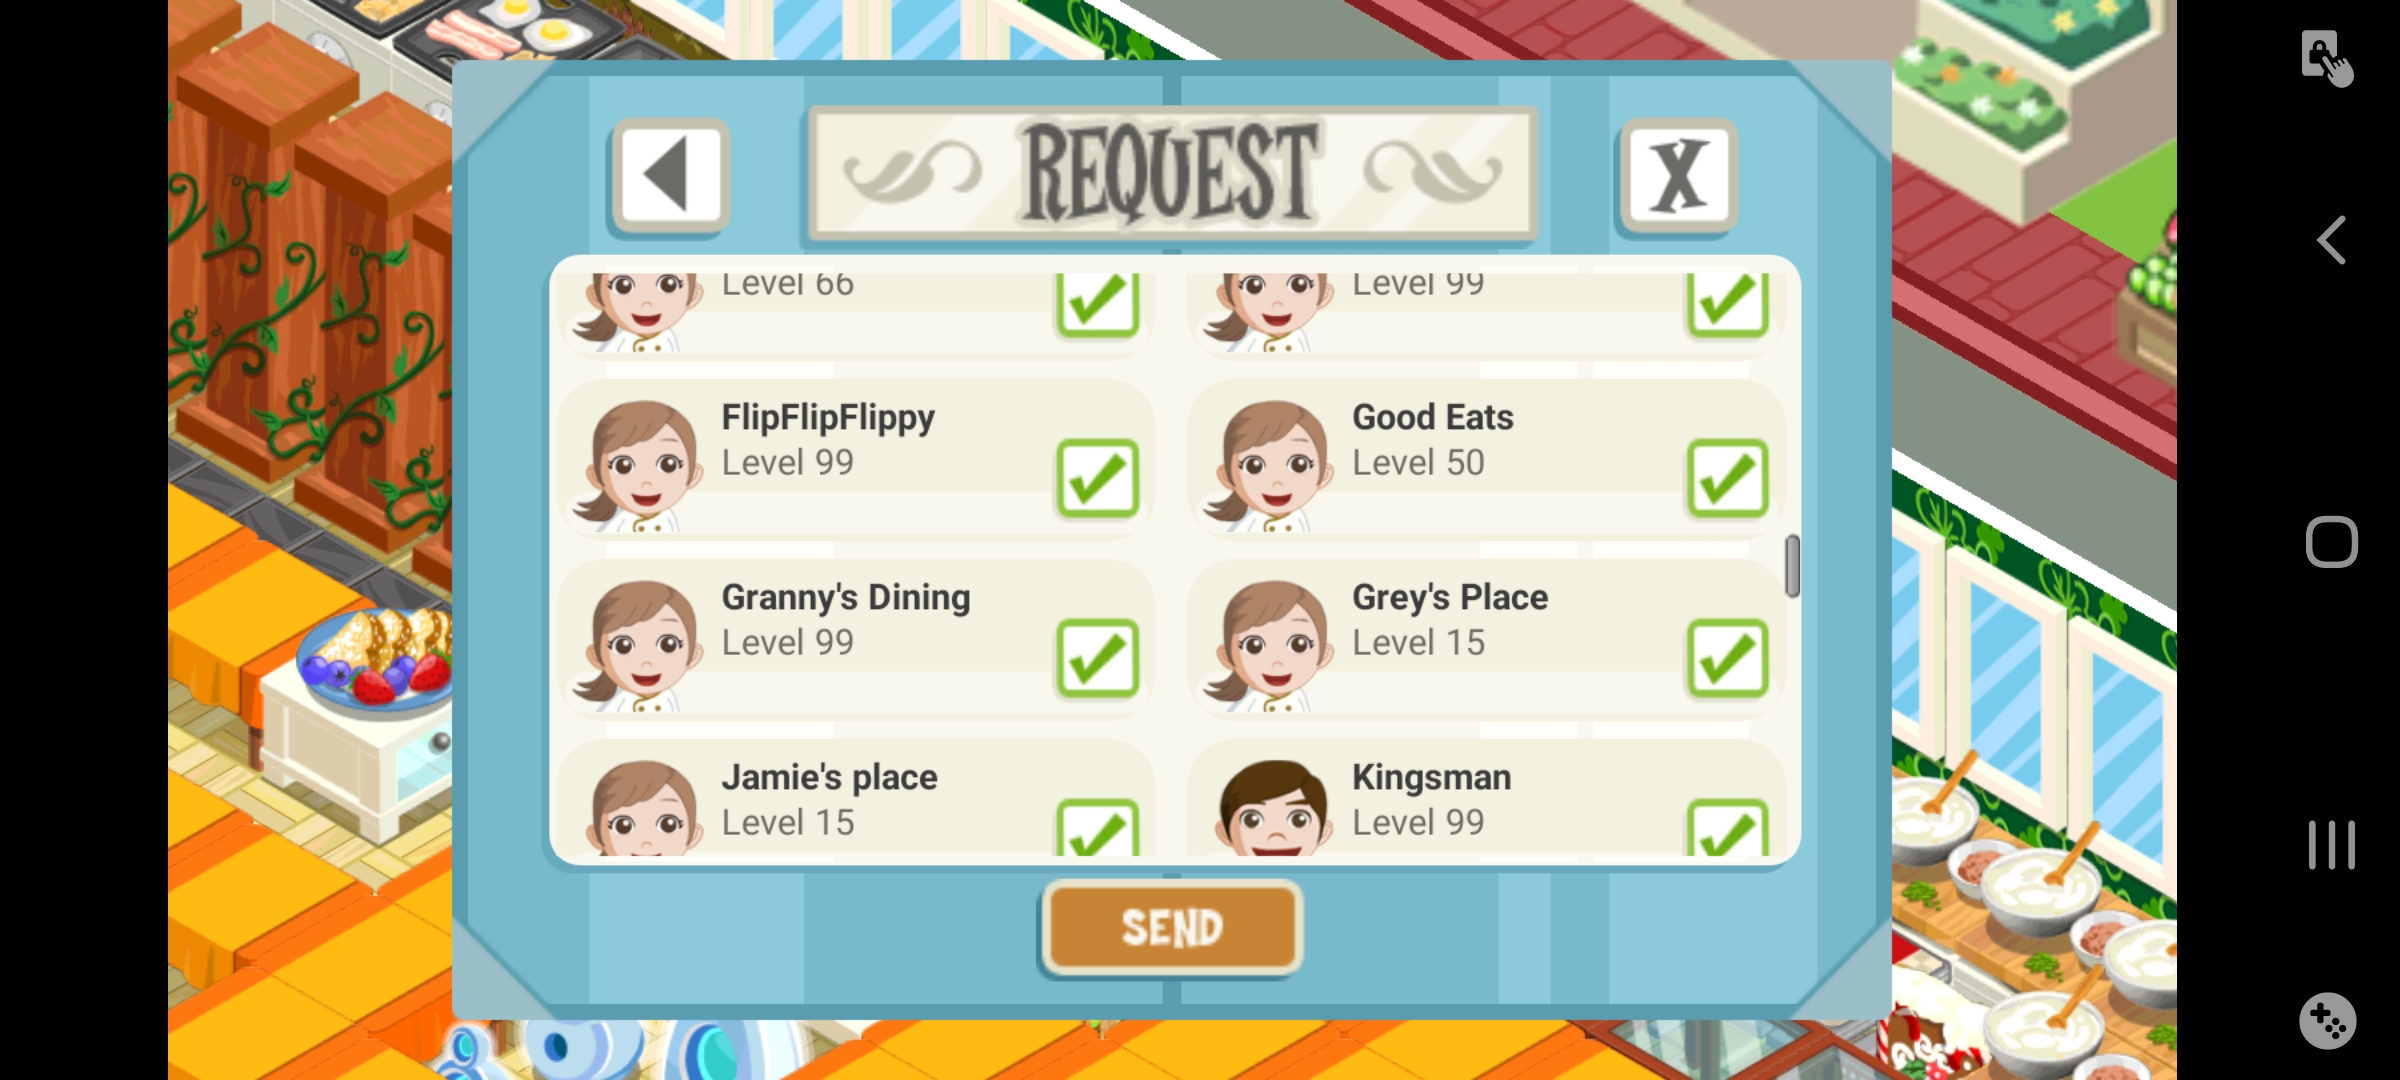 REQUEST
X
Level 66
Level 99
FlipFlipFlippy
Level 99
Good Eats
Level 50
Granny's Dining
Level 99
Grey's Place
Level 15
Jamie's place
Level 15
Kingsman
Level 99
SEND